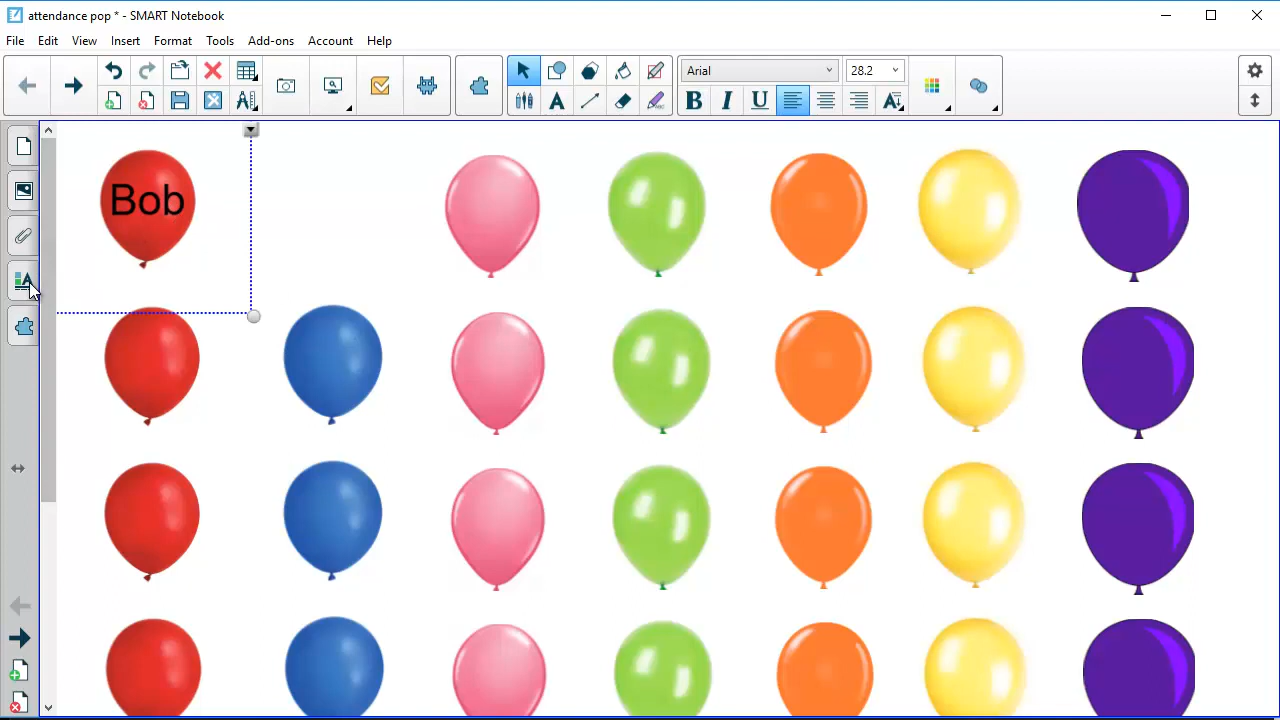 attendance pop * - SMART Notebook
File Edit View Insert Format Tools Add-ons Account Help
Arial 28.2
B I U
Bob